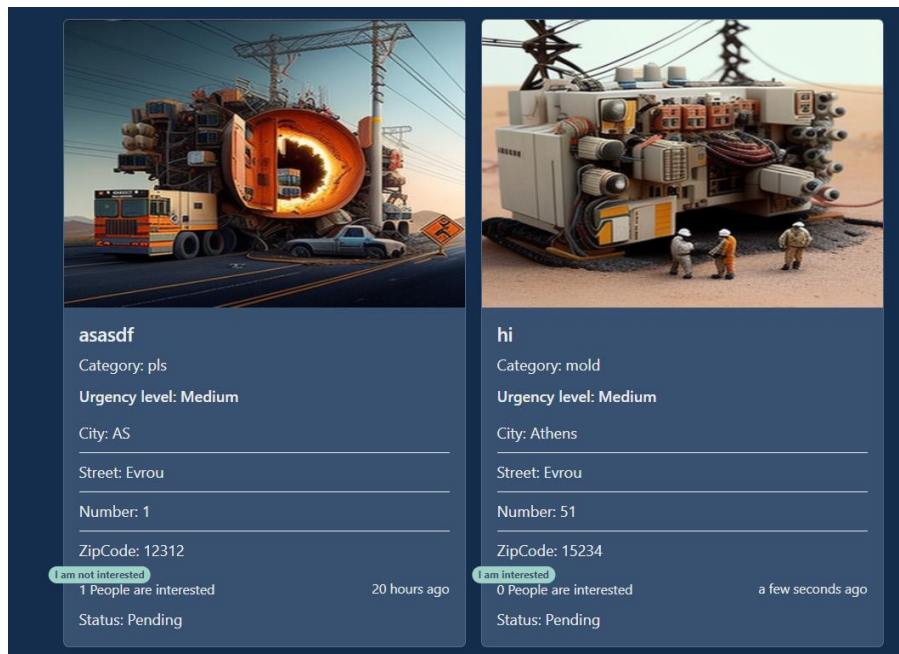 asasdf
Category: pls
Urgency level: Medium
City: AS
Street: Evrou
Number: 1
ZipCode: 12312
I am not interested
1 People are interested
20 hours ago
Status: Pending
hi
Category: mold
Urgency level: Medium
City: Athens
Street: Evrou
Number: 51
ZipCode: 15234
I am interested
0 People are interested
a few seconds ago
Status: Pending